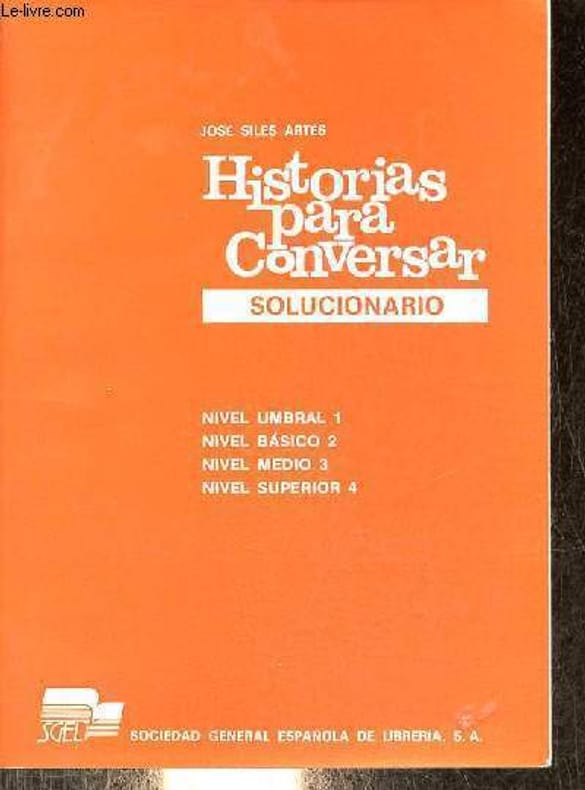 Le-livre.com
JOSE SILES ARTES
Historias
para
Conversar
SOLUCIONARIO
NIVEL UMBRAL 1
NIVEL BÁSICO 2
NIVEL MEDIO 3
NIVEL SUPERIOR 4
SGEL
SOCIEDAD GENERAL ESPAÑOLA DE LIBRERIA, S. A.